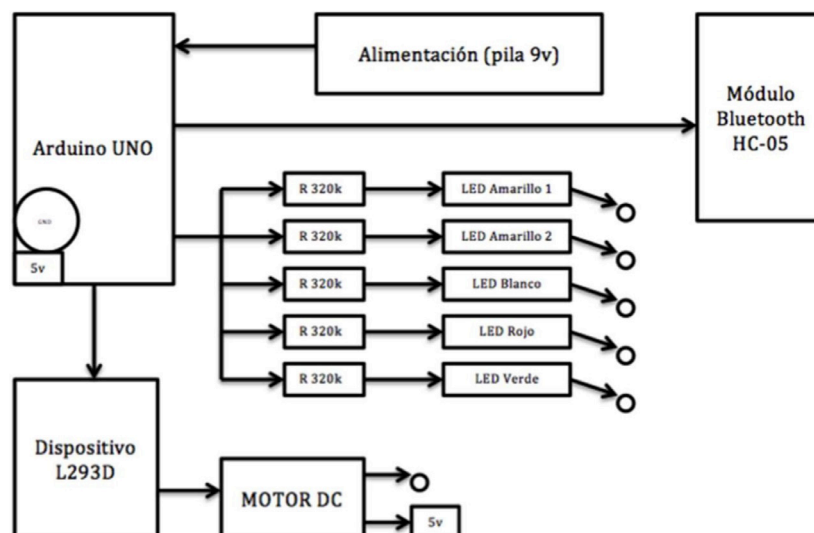 Alimentación (pila 9v)
Módulo
Bluetooth
HC-05
Arduino UNO
GND
5v
R 320k
LED Amarillo 1
R 320k
LED Amarillo 2
R 320k
LED Blanco
R 320k
LED Rojo
R 320k
LED Verde
Dispositivo
L293D
MOTOR DC
5v